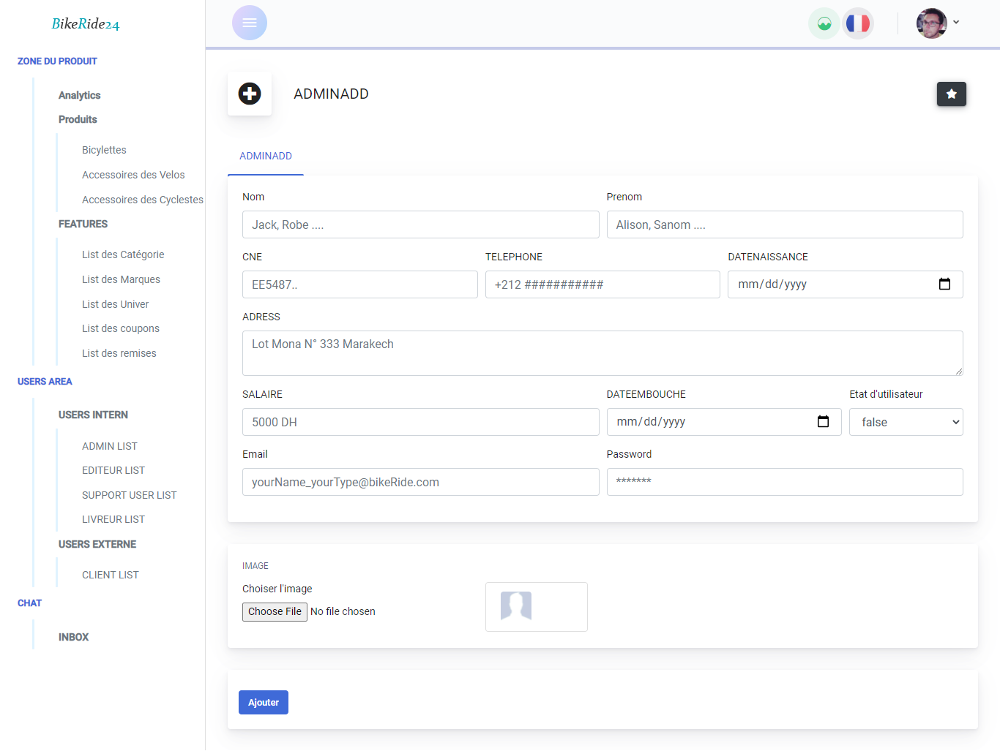 BikeRide24
ZONE DU PRODUIT
Analytics
Produits
Bicylettes
Accessoires des Velos
Accessoires des Cyclestes
FEATURES
List des Catégorie
List des Marques
List des Univer
List des coupons
List des remises
USERS AREA
USERS INTERN
ADMIN LIST
EDITEUR LIST
SUPPORT USER LIST
LIVREUR LIST
USERS EXTERNE
CLIENT LIST
CHAT
INBOX
ADMINADD
ADMINADD
Nom Prenom
Jack, Robe .... Alison, Sanom ....
CNE TELEPHONE DATENAISSANCE
EE5487.. +212 ########### mm/dd/yyyy
ADRESS
Lot Mona N° 333 Marakech
SALAIRE DATEEMBOUCHE Etat d'utilisateur
5000 DH mm/dd/yyyy false
Email Password
yourName_yourType@bikeRide.com *******
IMAGE
Choiser l'image
Choose File No file chosen
Ajouter